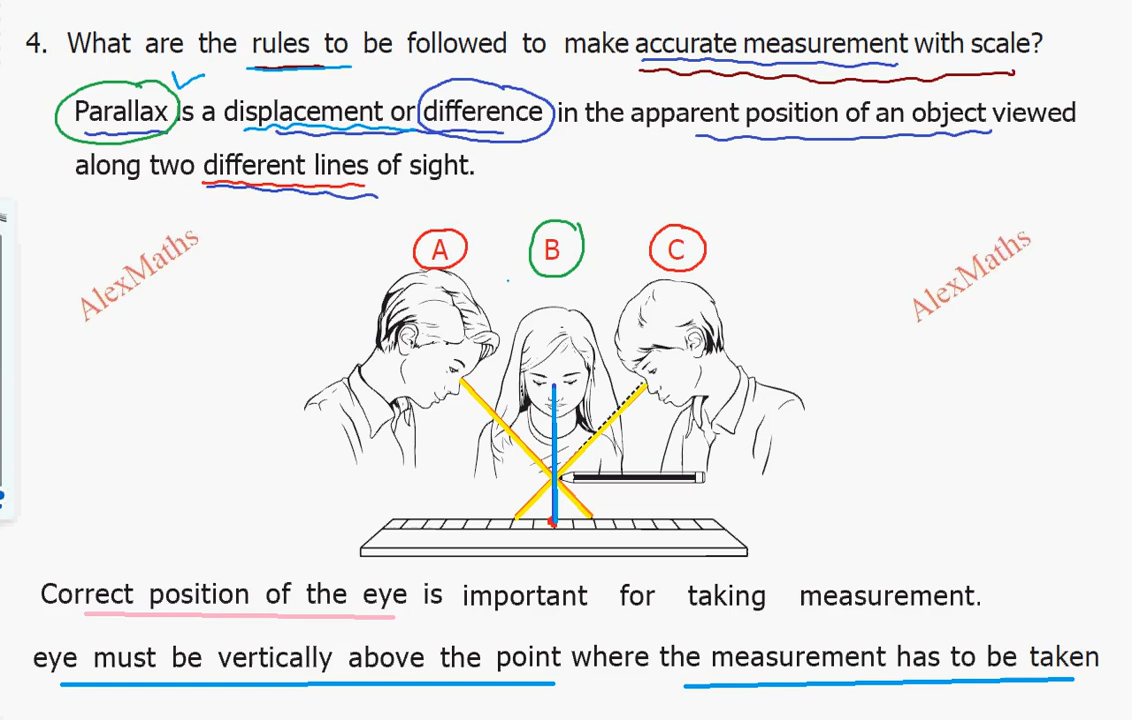 4. What are the rules to be followed to make accurate measurement with scale?
Parallax is a displacement or difference in the apparent position of an object viewed
along two different lines of sight.
A B C
AlexMaths AlexMaths
Correct position of the eye is important for taking measurement.
eye must be vertically above the point where the measurement has to be taken